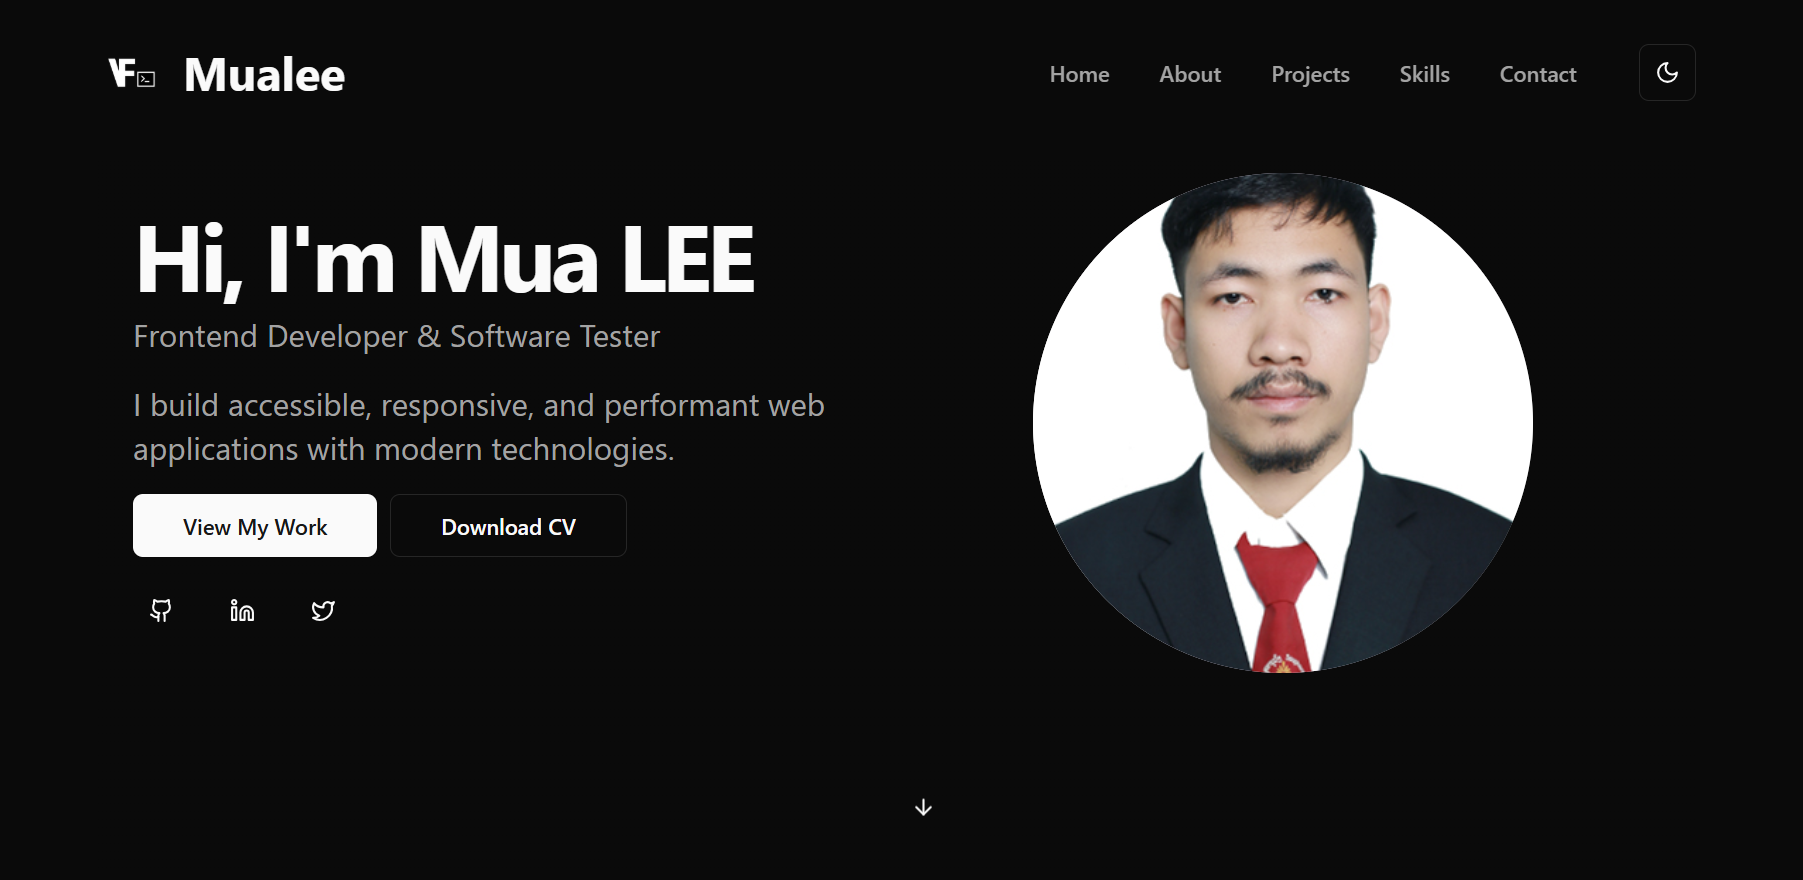 VF Mualee
Home About Projects Skills Contact
Hi, I'm Mua LEE
Frontend Developer & Software Tester
I build accessible, responsive, and performant web
applications with modern technologies.
View My Work Download CV